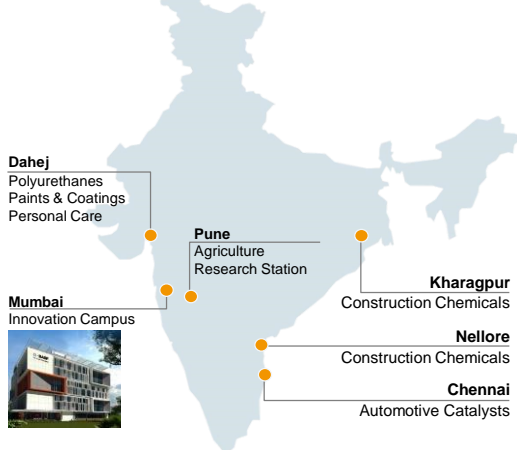 Dahej
Polyurethanes
Paints & Coatings
Personal Care
Pune
Agriculture
Research Station
Mumbai
Innovation Campus
Kharagpur
Construction Chemicals
Nellore
Construction Chemicals
Chennai
Automotive Catalysts